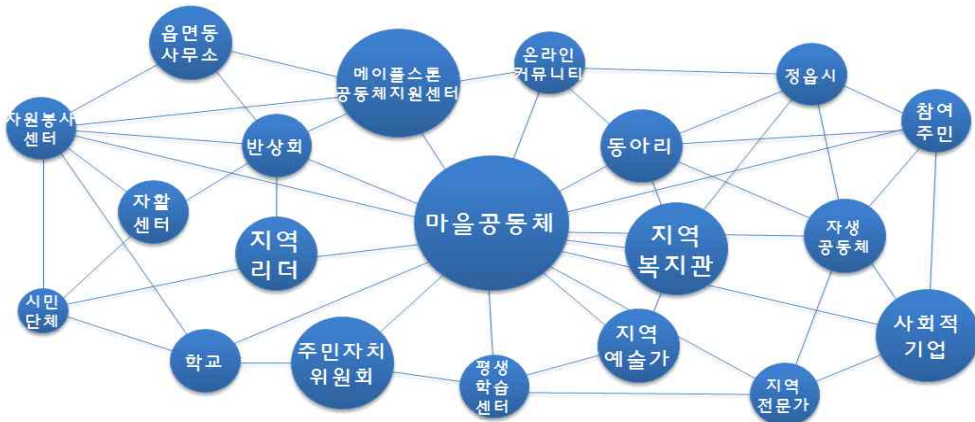 읍면동
사무소
메이플스톤
공동체지원센터
온라인
커뮤니티
정읍시
자원봉사
센터
반상회
동아리
참여
주민
자활
센터
지역
리더
마을공동체
지역
복지관
자생
공동체
시민
단체
학교
주민자치
위원회
평생
학습
센터
지역
예술가
지역
전문가
사회적
기업